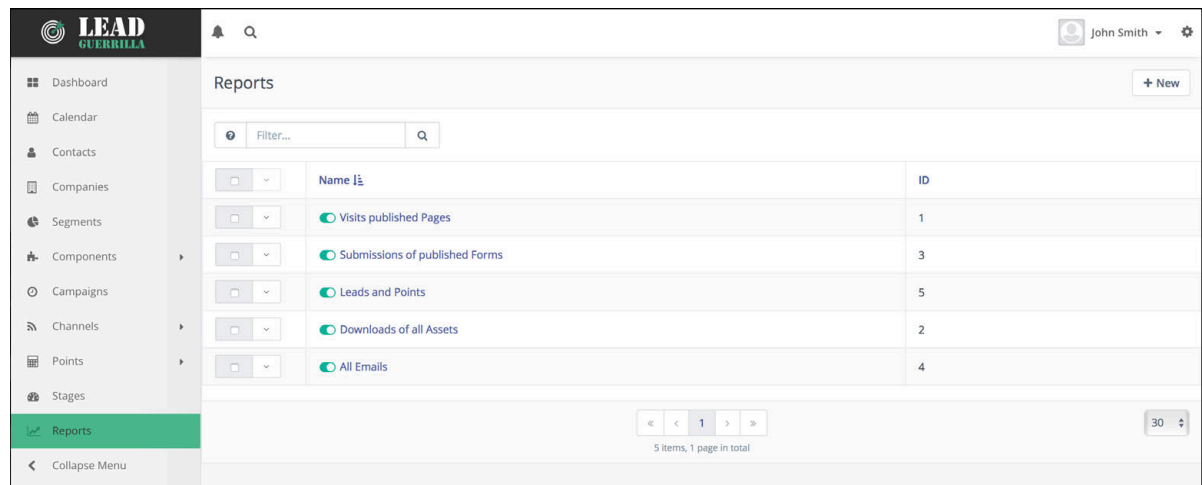 LEAD
GUERRILLA
John Smith
Dashboard
Calendar
Contacts
Companies
Segments
Components
Campaigns
Channels
Points
Stages
Reports
Collapse Menu
Reports
+ New
Filter...
Name ID
Visits published Pages 1
Submissions of published Forms 3
Leads and Points 5
Downloads of all Assets 2
All Emails 4
« ‹ 1 › »
5 items, 1 page in total
30